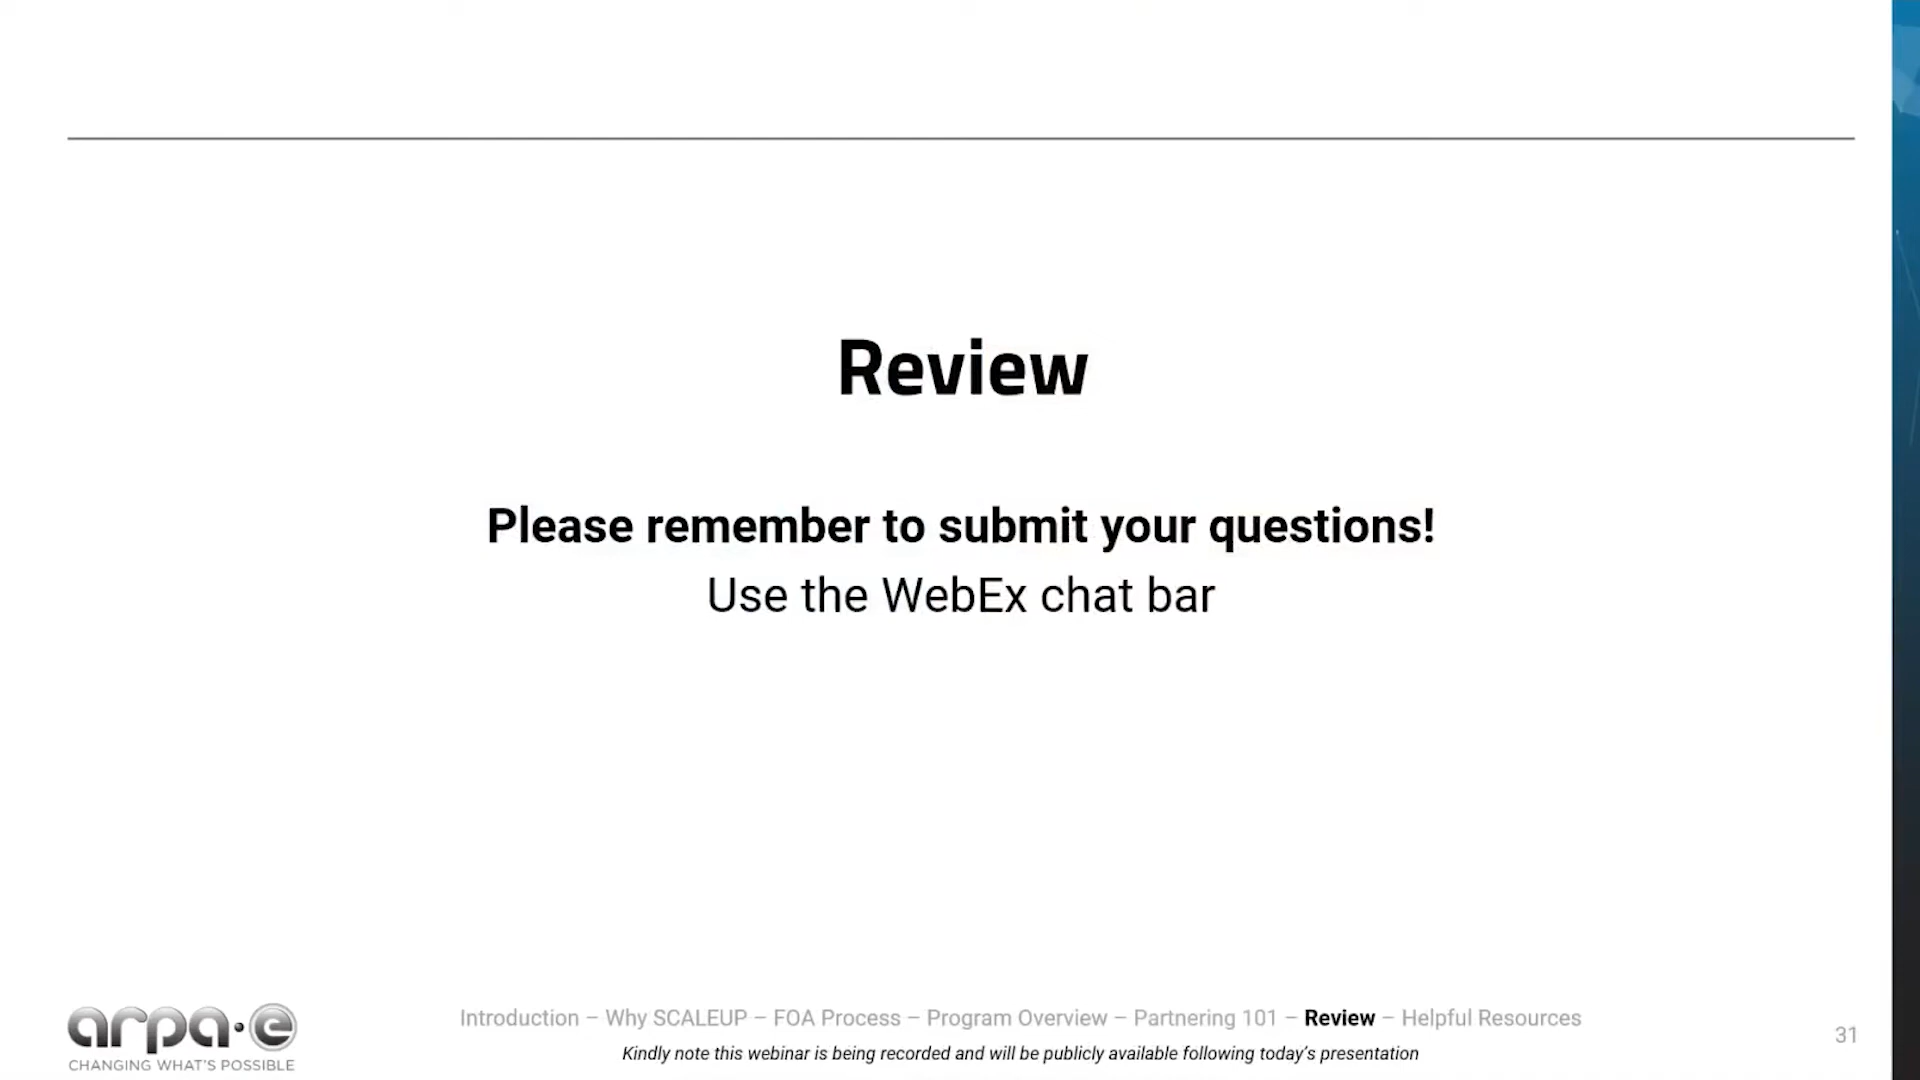 Review
Please remember to submit your questions!
Use the WebEx chat bar
arpa·e
CHANGING WHAT'S POSSIBLE
Introduction – Why SCALEUP – FOA Process – Program Overview – Partnering 101 – Review – Helpful Resources
Kindly note this webinar is being recorded and will be publicly available following today's presentation
31